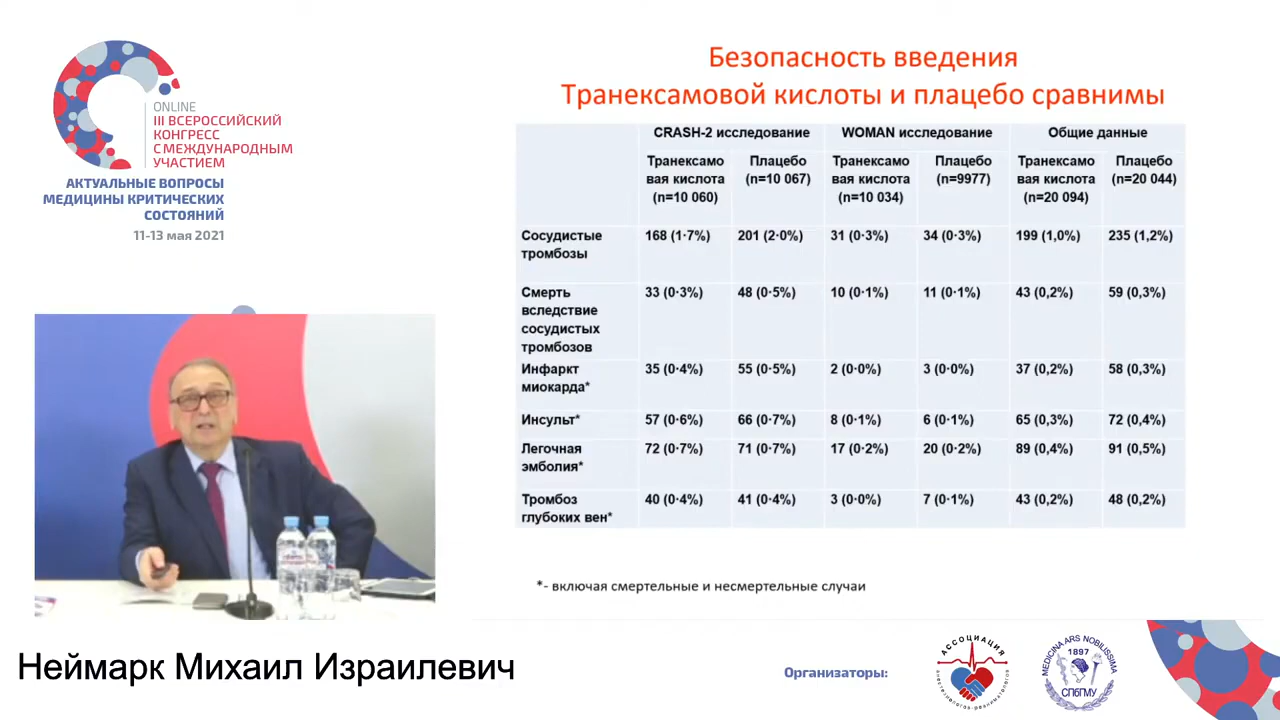 ONLINE
III ВСЕРОССИЙСКИЙ
КОНГРЕСС
С МЕЖДУНАРОДНЫМ
УЧАСТИЕМ
АКТУАЛЬНЫЕ ВОПРОСЫ
МЕДИЦИНЫ КРИТИЧЕСКИХ
СОСТОЯНИЙ
11-13 мая 2021
Безопасность введения
Транексамовой кислоты и плацебо сравнимы
CRASH-2 исследование WOMAN исследование Общие данные
Транексамо Плацебо Транексамо Плацебо Транексамо Плацебо
вая кислота (n=10 067) вая кислота (n=9977) вая кислота (n=20 044)
(n=10 060) (n=10 034) (n=20 094)
Сосудистые 168 (1·7%) 201 (2·0%) 31 (0·3%) 34 (0·3%) 199 (1,0%) 235 (1,2%)
тромбозы
Смерть 33 (0·3%) 48 (0·5%) 10 (0·1%) 11 (0·1%) 43 (0,2%) 59 (0,3%)
вследствие
сосудистых
тромбозов
Инфаркт 35 (0·4%) 55 (0·5%) 2 (0·0%) 3 (0·0%) 37 (0,2%) 58 (0,3%)
миокарда*
Инсульт* 57 (0·6%) 66 (0·7%) 8 (0·1%) 6 (0·1%) 65 (0,3%) 72 (0,4%)
Легочная 72 (0·7%) 71 (0·7%) 17 (0·2%) 20 (0·2%) 89 (0,4%) 91 (0,5%)
эмболия*
Тромбоз 40 (0·4%) 41 (0·4%) 3 (0·0%) 7 (0·1%) 43 (0,2%) 48 (0,2%)
глубоких вен*
*- включая смертельные и несмертельные случаи
Неймарк Михаил Израилевич
Организаторы:
АССОЦИАЦИЯ
MEDICINA ARS NOBILISSIMA
1897
СПбГМУ